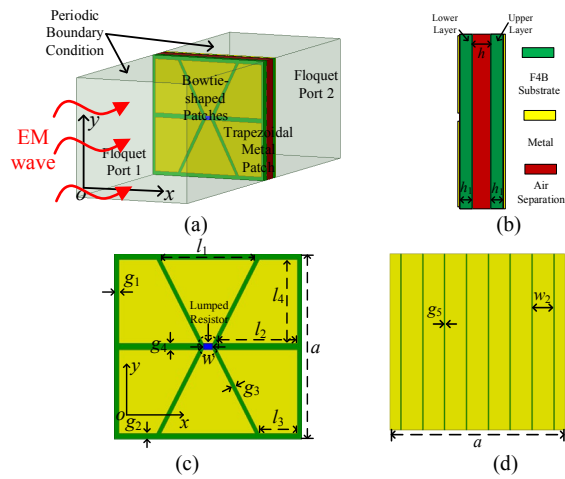 Periodic
Boundary
Condition
Bowtie-
shaped
Patches
Floquet
Port 2
EM
wave
y
Floquet
Port 1
Trapezoidal
Metal
Patch
o
x
(a)
Lower
Layer
Upper
Layer
h
F4B
Substrate
Metal
Air
Separation
h1
h1
(b)
l1
g1
Lumped
Resistor
l4
l2
g4
w
a
y
g3
o
x
g2
l3
(c)
w2
g5
a
(d)